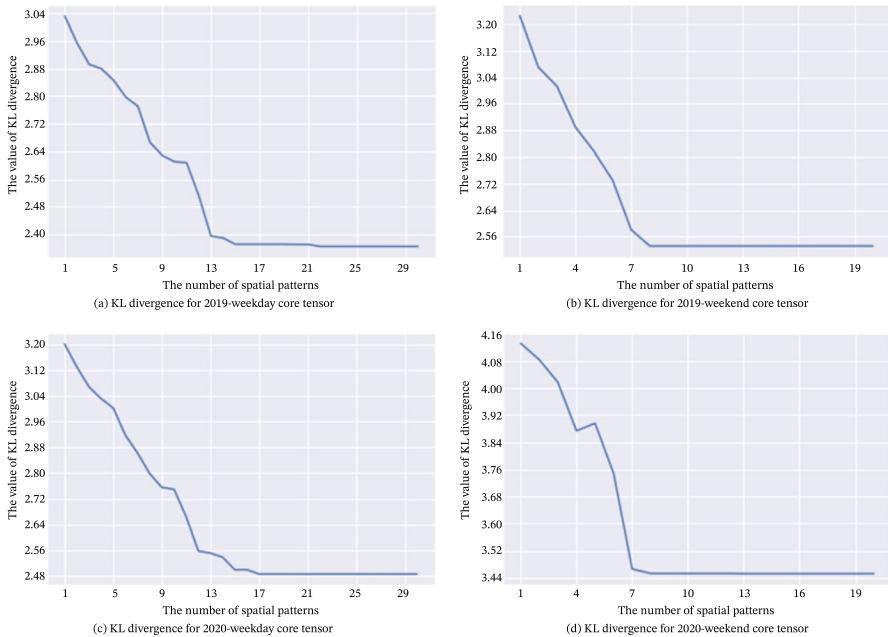 The value of KL divergence
3.04
2.96
2.88
2.80
2.72
2.64
2.56
2.48
2.40
1 5 9 13 17 21 25 29
The number of spatial patterns
(a) KL divergence for 2019-weekday core tensor
The value of KL divergence
3.20
3.12
3.04
2.96
2.88
2.80
2.72
2.64
2.56
1 4 7 10 13 16 19
The number of spatial patterns
(b) KL divergence for 2019-weekend core tensor
The value of KL divergence
3.20
3.12
3.04
2.96
2.88
2.80
2.72
2.64
2.56
2.48
1 5 9 13 17 21 25 29
The number of spatial patterns
(c) KL divergence for 2020-weekday core tensor
The value of KL divergence
4.16
4.08
4.00
3.92
3.84
3.76
3.68
3.60
3.52
3.44
1 4 7 10 13 16 19
The number of spatial patterns
(d) KL divergence for 2020-weekend core tensor